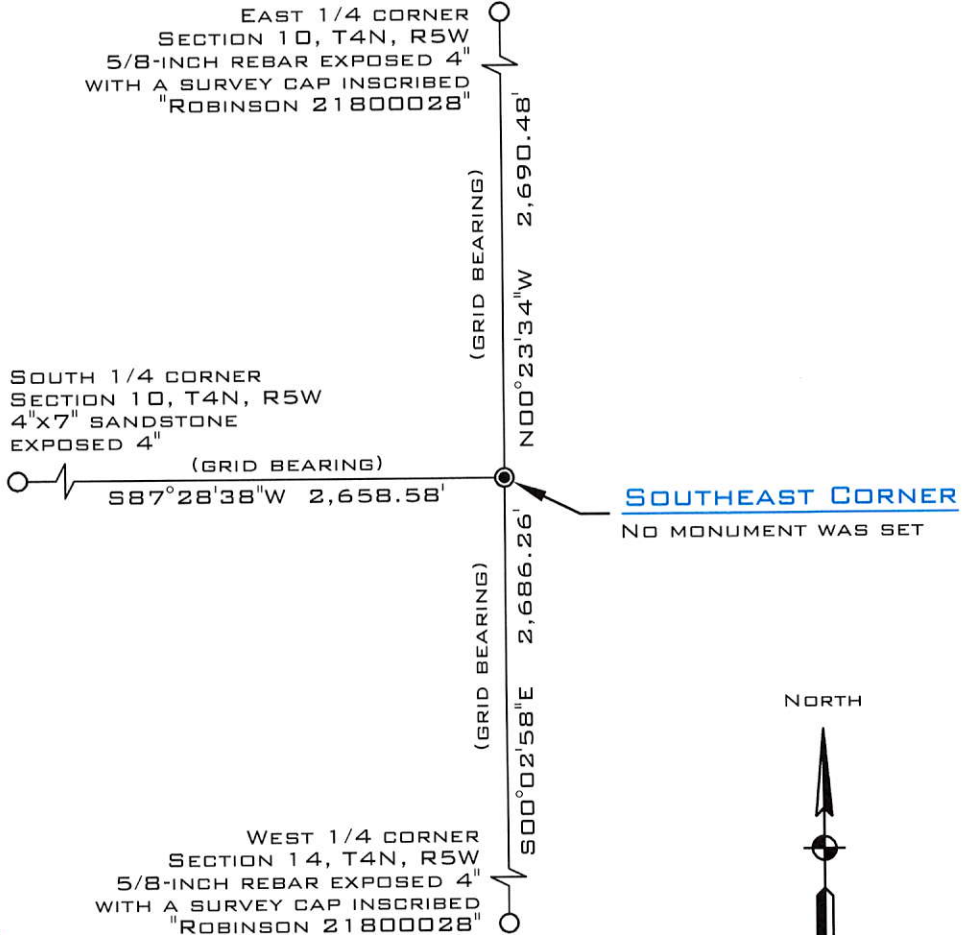 EAST 1/4 CORNER
SECTION 10, T4N, R5W
5/8-INCH REBAR EXPOSED 4"
WITH A SURVEY CAP INSCRIBED
"ROBINSON 21800028"
2,690.48'
(GRID BEARING)
N00°23'34"W
SOUTH 1/4 CORNER
SECTION 10, T4N, R5W
4"x7" SANDSTONE
EXPOSED 4"
(GRID BEARING)
S87°28'38"W 2,658.58'
SOUTHEAST CORNER
NO MONUMENT WAS SET
2,686.26'
(GRID BEARING)
S00°02'58"E
NORTH
WEST 1/4 CORNER
SECTION 14, T4N, R5W
5/8-INCH REBAR EXPOSED 4"
WITH A SURVEY CAP INSCRIBED
"ROBINSON 21800028"